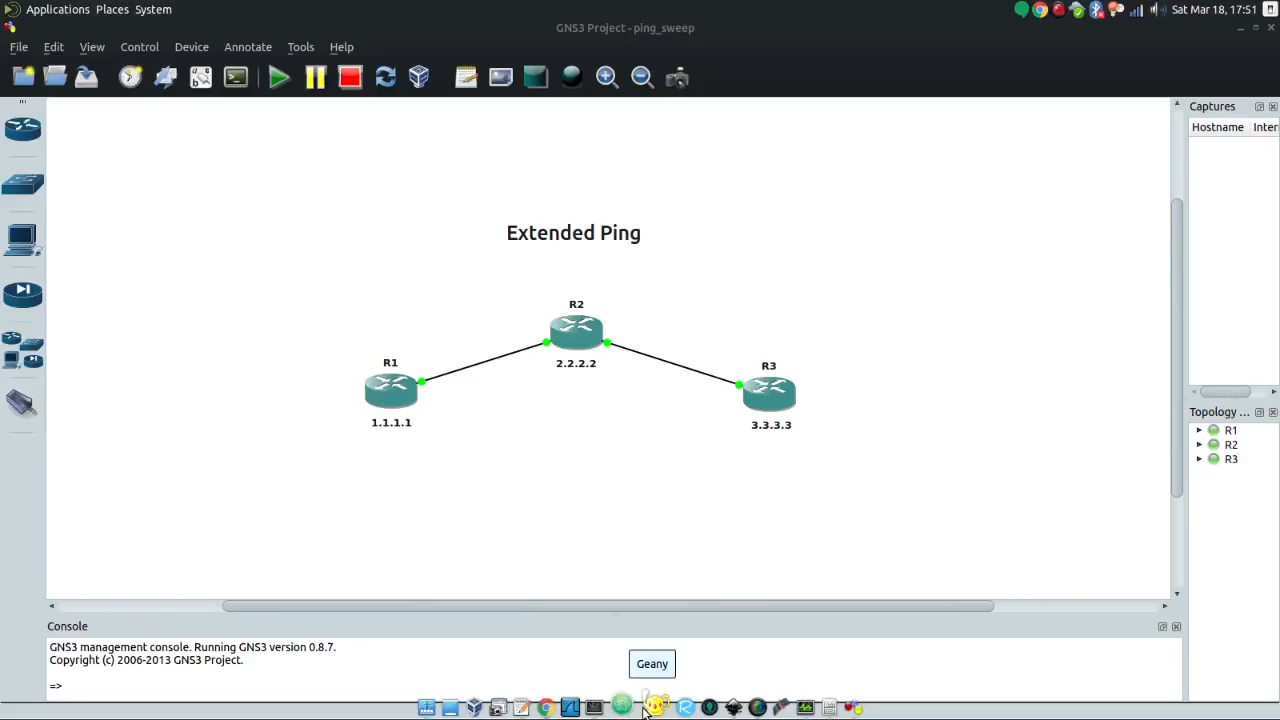 Applications Places System
Sat Mar 18, 17:51
GNS3 Project - ping_sweep
File Edit View Control Device Annotate Tools Help
Captures
Hostname Inter
Extended Ping
R2
2.2.2.2
R1
1.1.1.1
R3
3.3.3.3
Topology ...
R1
R2
R3
Console
GNS3 management console. Running GNS3 version 0.8.7.
Copyright (c) 2006-2013 GNS3 Project.
=>
Geany